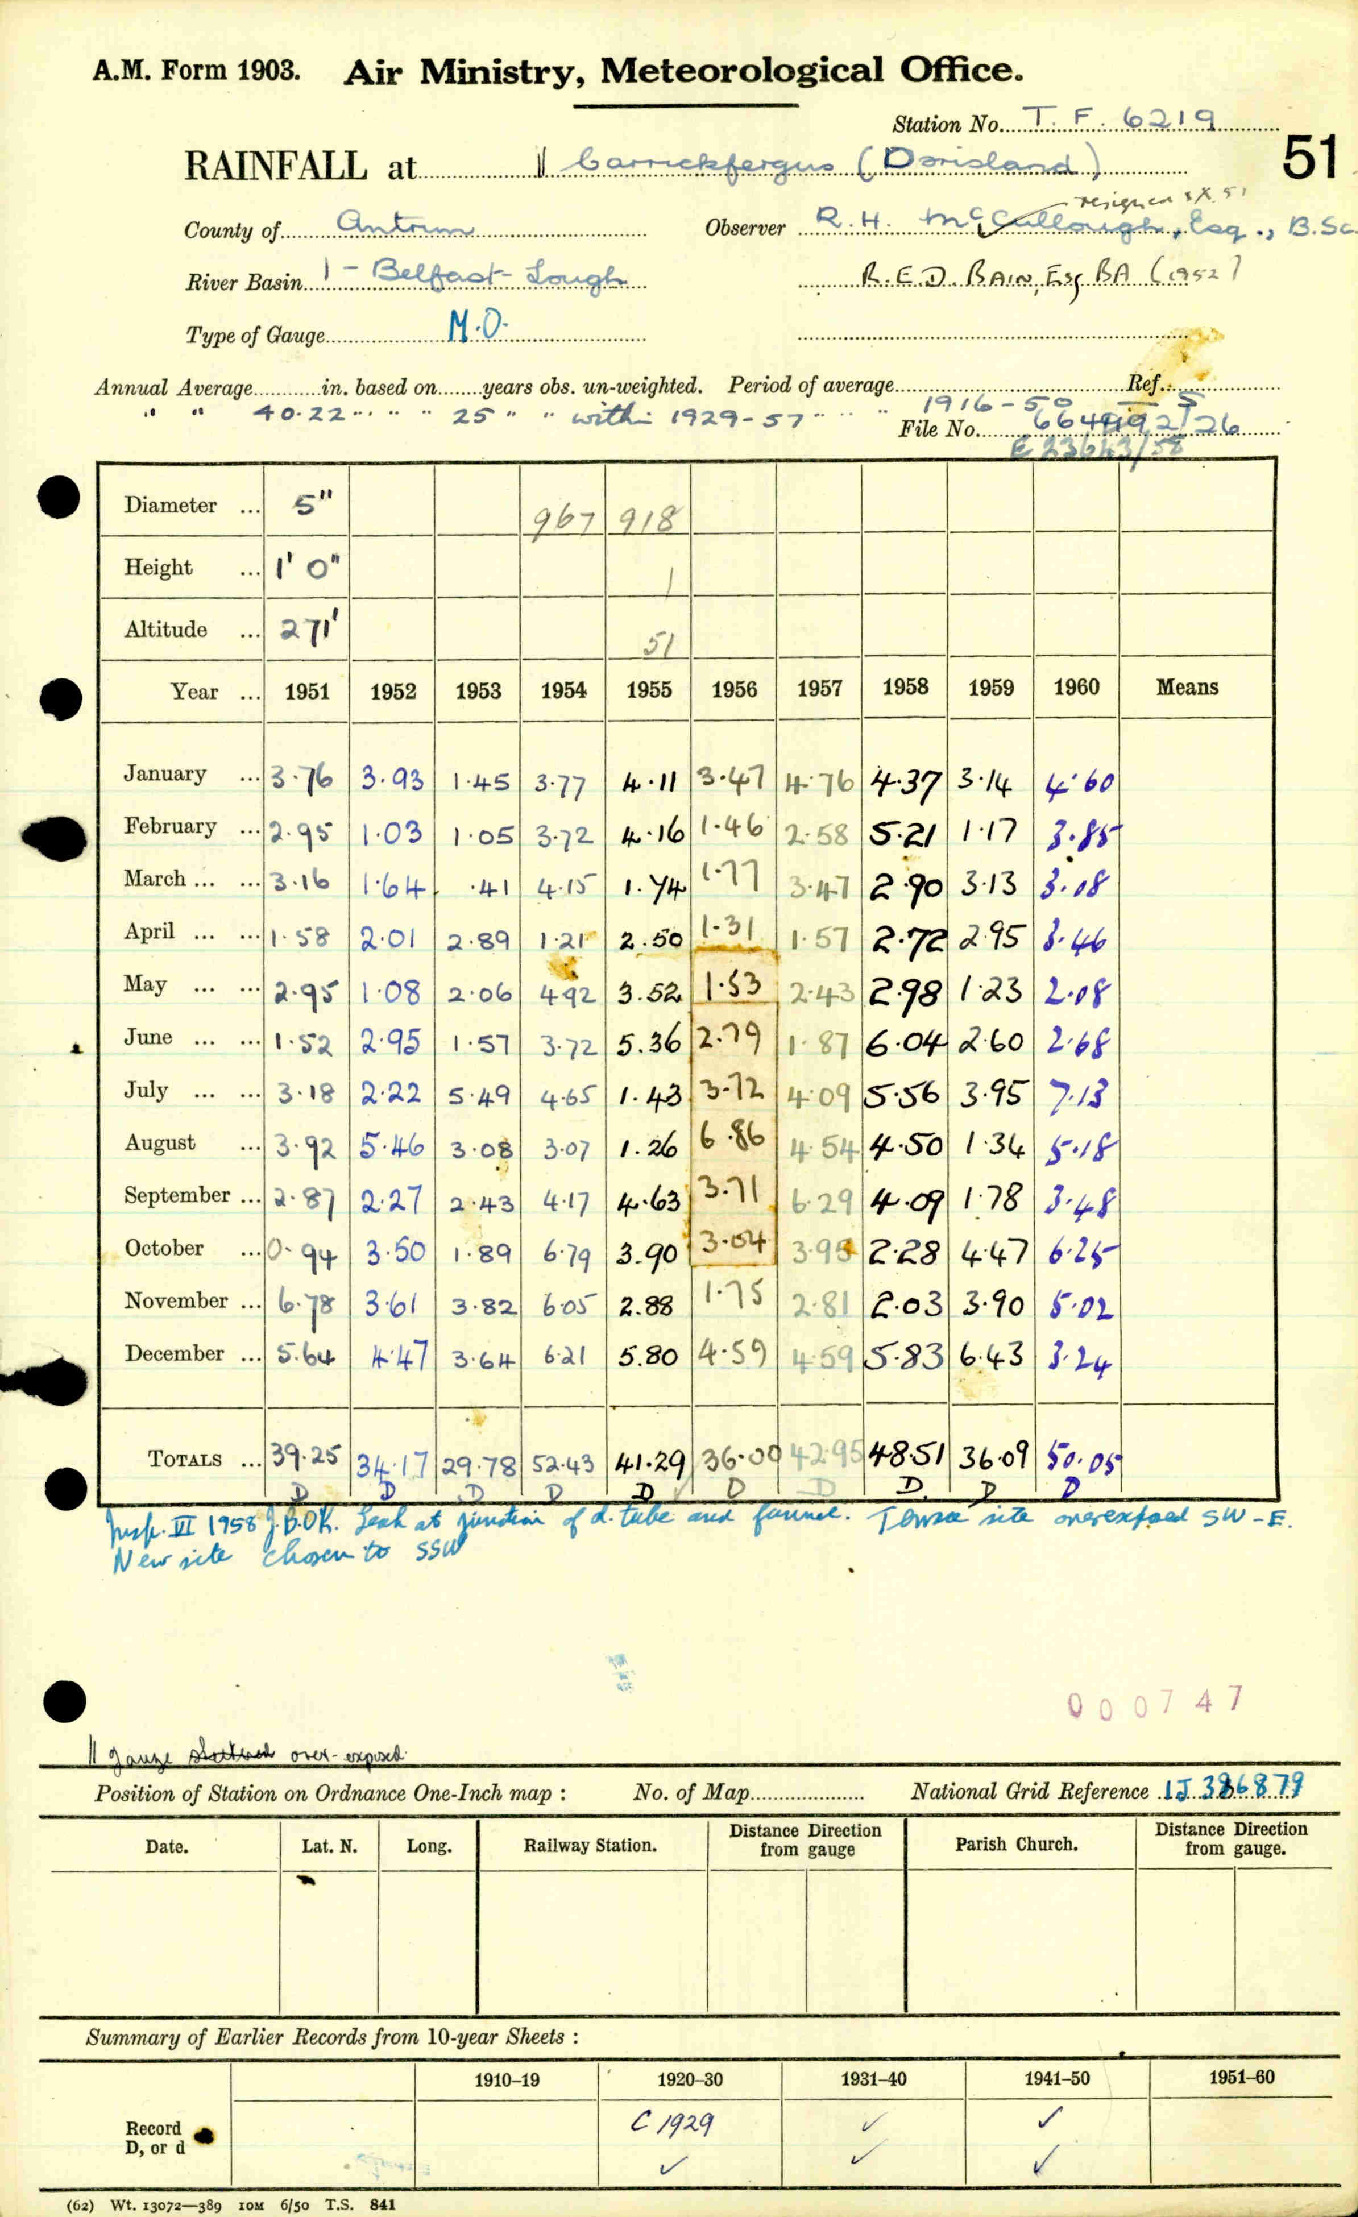 A.M. Form 1903. Air Ministry, Meteorological Office.
Station No. T. F. 6219
51
RAINFALL at || Carrickfergus (Dorisland)
resigned
County of Antrim Observer R. H. McCullough, Esq., B.Sc.
River Basin 1 - Belfast Lough R.E.D. BAIN, Esq BA (1952)
Type of Gauge M.O.
Annual Average in. based on years obs. un-weighted. Period of average Ref.
" " 40.22 " " " 25 " " within 1929-57 " " " 1916-50
File No. /26
E 23643/58
Diameter ... 5" 967 918
Height ... 1' 0" 1
Altitude ... 271' 51
Year ... 1951 1952 1953 1954 1955 1956 1957 1958 1959 1960 Means
January ... 3.76 3.93 1.45 3.77 4.11 3.47 4.76 4.37 3.14 4.60
February ... 2.95 1.03 1.05 3.72 4.16 1.46 2.58 5.21 1.17 3.85
March ... ... 3.16 1.64 .41 4.15 1.74 1.77 3.47 2.90 3.13 3.08
April ... ... 1.58 2.01 2.89 1.21 2.50 1.31 1.57 2.72 2.95 3.46
May ... ... 2.95 1.08 2.06 4.92 3.52 1.53 2.43 2.98 1.23 2.08
June ... ... 1.52 2.95 1.57 3.72 5.36 2.79 1.87 6.04 2.60 2.68
July ... ... 3.18 2.22 5.49 4.65 1.43 3.72 4.09 5.56 3.95 7.13
August ... 3.92 5.46 3.08 3.07 1.26 6.86 4.54 4.50 1.34 5.18
September ... 2.87 2.27 2.43 4.17 4.63 3.71 6.29 4.09 1.78 3.48
October ... 0.94 3.50 1.89 6.79 3.90 3.04 3.95 2.28 4.47 6.25
November ... 6.78 3.61 3.82 6.05 2.88 1.75 2.81 2.03 3.90 5.02
December ... 5.64 4.47 3.64 6.21 5.80 4.59 4.59 5.83 6.43 3.24
TOTALS ... 39.25 34.17 29.78 52.43 41.29 36.00 42.95 48.51 36.09 50.05
D D D D D ✓ D D D. D D
Insp. VI 1958 J.B.OK. Leak at junction of d. tube and funnel. site overexposed SW-E.
New site chosen to SSW
000747
|| gauge sheltered over-exposed
Position of Station on Ordnance One-Inch map : No. of Map National Grid Reference IJ 386879
Date. Lat. N. Long. Railway Station. Distance from Direction gauge Parish Church. Distance from Direction gauge.
Summary of Earlier Records from 10-year Sheets :
1910–19 1920–30 1931–40 1941–50 1951–60
Record C 1929 ✓ ✓
D, or d ✓ ✓ ✓
(62) Wt. 13072—389 10M 6/50 T.S. 841